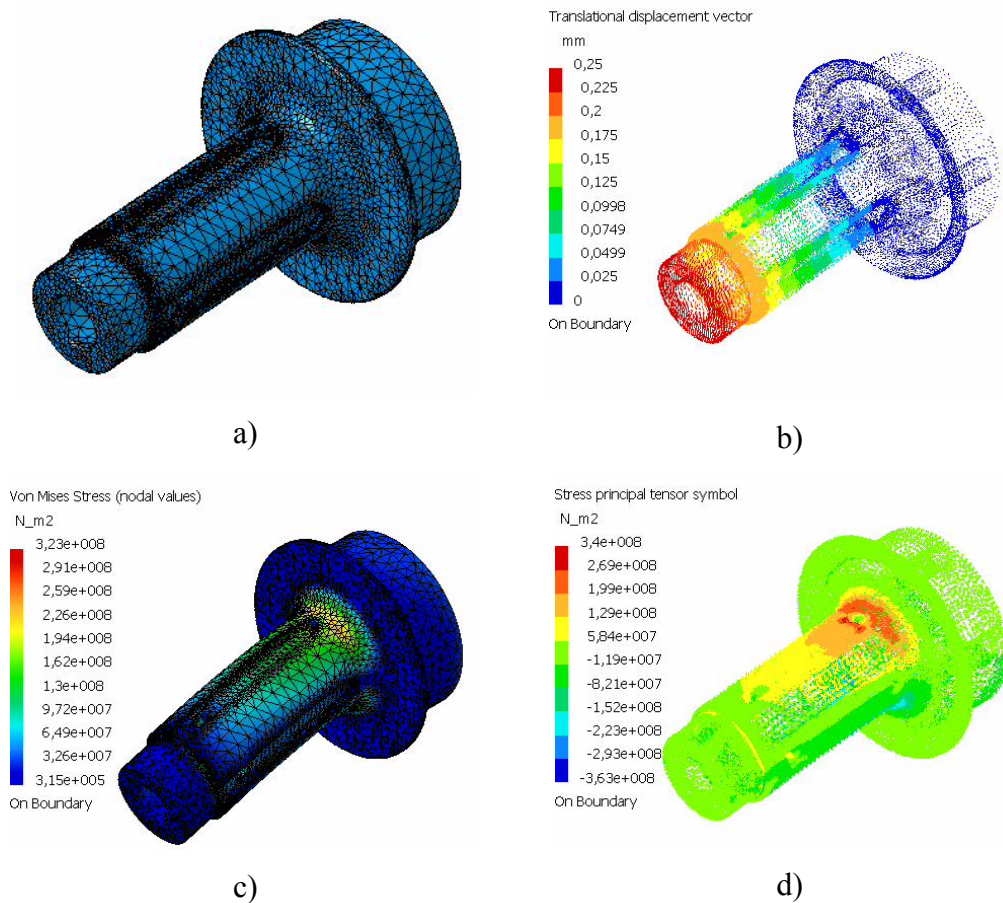 Translational displacement vector
mm
0,25
0,225
0,2
0,175
0,15
0,125
0,0998
0,0749
0,0499
0,025
0
On Boundary
a)
b)
Von Mises Stress (nodal values)
N_m2
3,23e+008
2,91e+008
2,59e+008
2,26e+008
1,94e+008
1,62e+008
1,3e+008
9,72e+007
6,49e+007
3,26e+007
3,15e+005
On Boundary
Stress principal tensor symbol
N_m2
3,4e+008
2,69e+008
1,99e+008
1,29e+008
5,84e+007
-1,19e+007
-8,21e+007
-1,52e+008
-2,93e+008
-3,63e+008
On Boundary
c)
d)